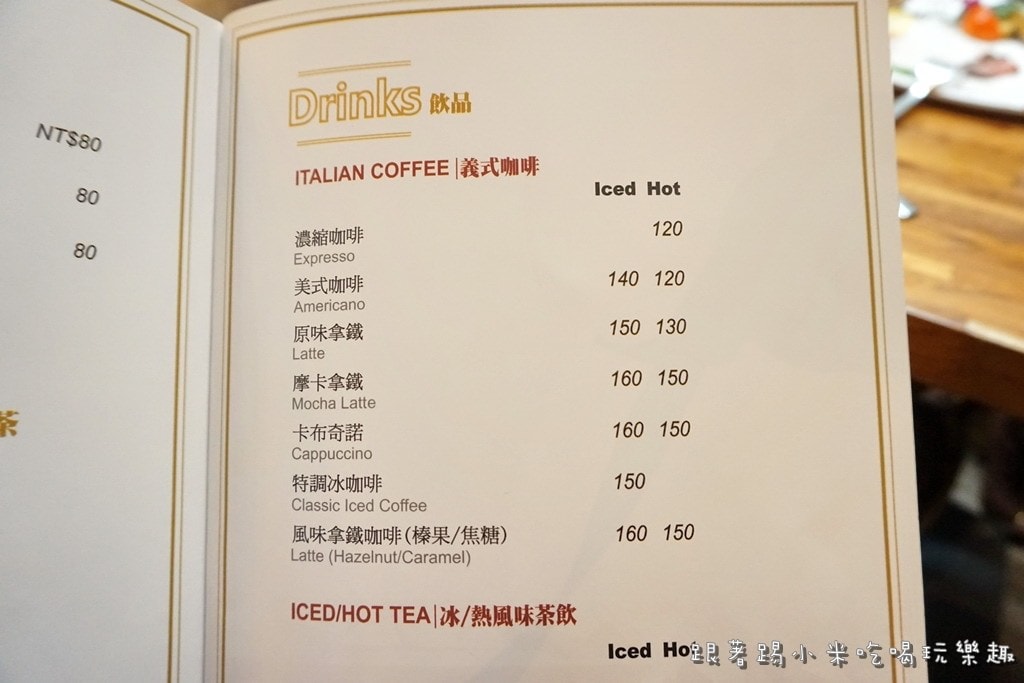 NT$80
80
80
茶
Drinks 飲品
ITALIAN COFFEE|義式咖啡
Iced Hot
濃縮咖啡 120
Expresso
美式咖啡 140 120
Americano
原味拿鐵 150 130
Latte
摩卡拿鐵 160 150
Mocha Latte
卡布奇諾 160 150
Cappuccino
特調冰咖啡 150
Classic Iced Coffee
風味拿鐵咖啡(榛果/焦糖) 160 150
Latte (Hazelnut/Caramel)
ICED/HOT TEA|冰/熱風味茶飲
Iced Hot
跟著踢小米吃喝玩樂趣